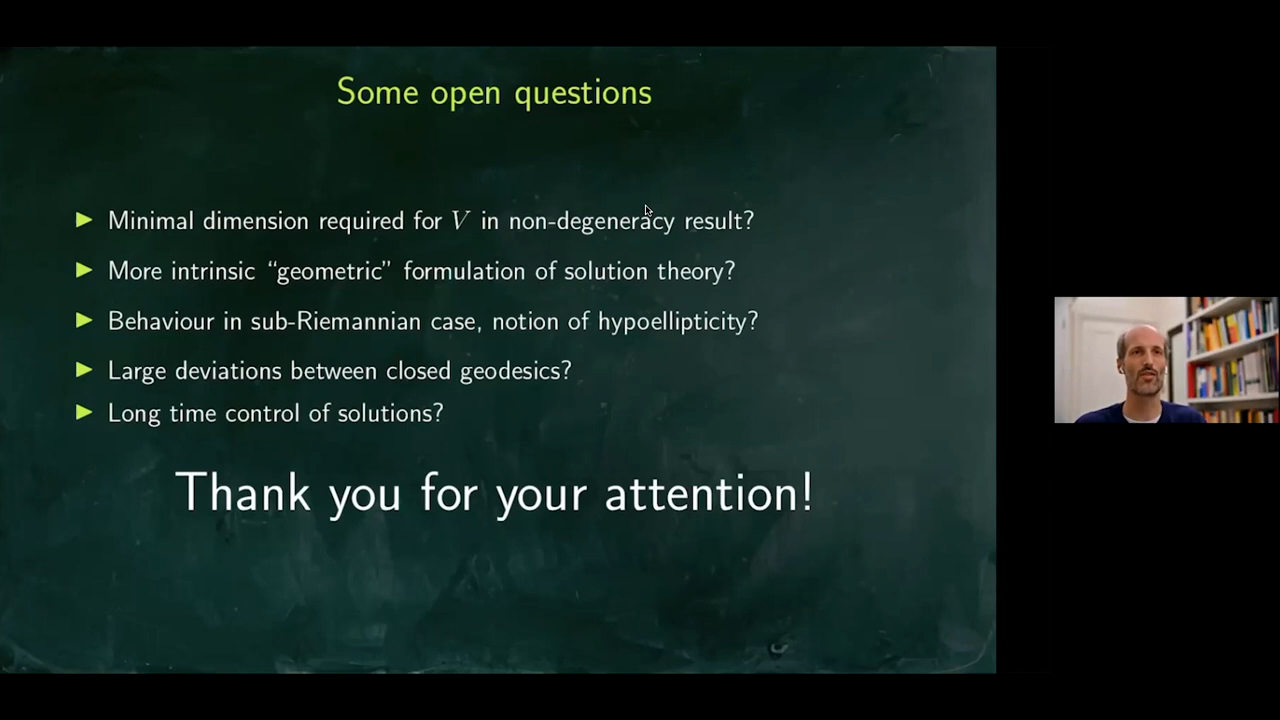 Some open questions
▶ Minimal dimension required for V in non-degeneracy result?
▶ More intrinsic “geometric” formulation of solution theory?
▶ Behaviour in sub-Riemannian case, notion of hypoellipticity?
▶ Large deviations between closed geodesics?
▶ Long time control of solutions?
Thank you for your attention!